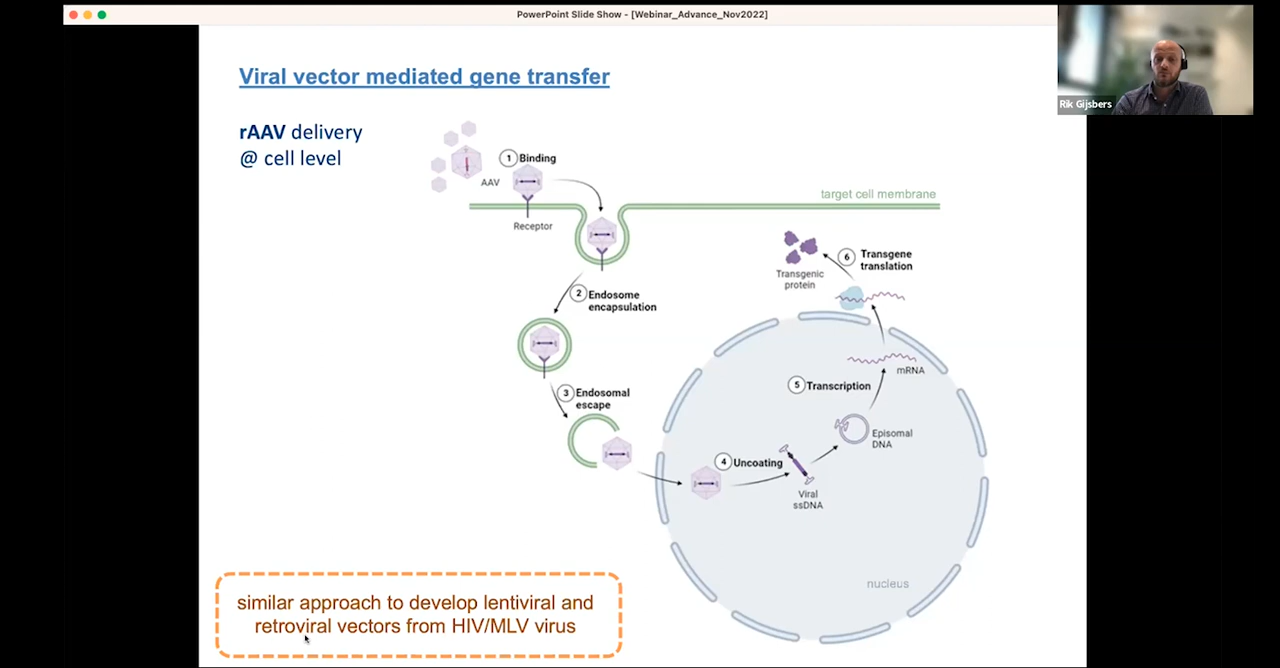 PowerPoint Slide Show - [Webinar_Advance_Nov2022]
Rik Gijsbers
Viral vector mediated gene transfer
rAAV delivery
@ cell level
1 Binding
AAV
Receptor
target cell membrane
2 Endosome
encapsulation
3 Endosomal
escape
4 Uncoating
Viral
ssDNA
Episomal
DNA
5 Transcription
mRNA
6 Transgene
translation
Transgenic
protein
nucleus
similar approach to develop lentiviral and
retroviral vectors from HIV/MLV virus